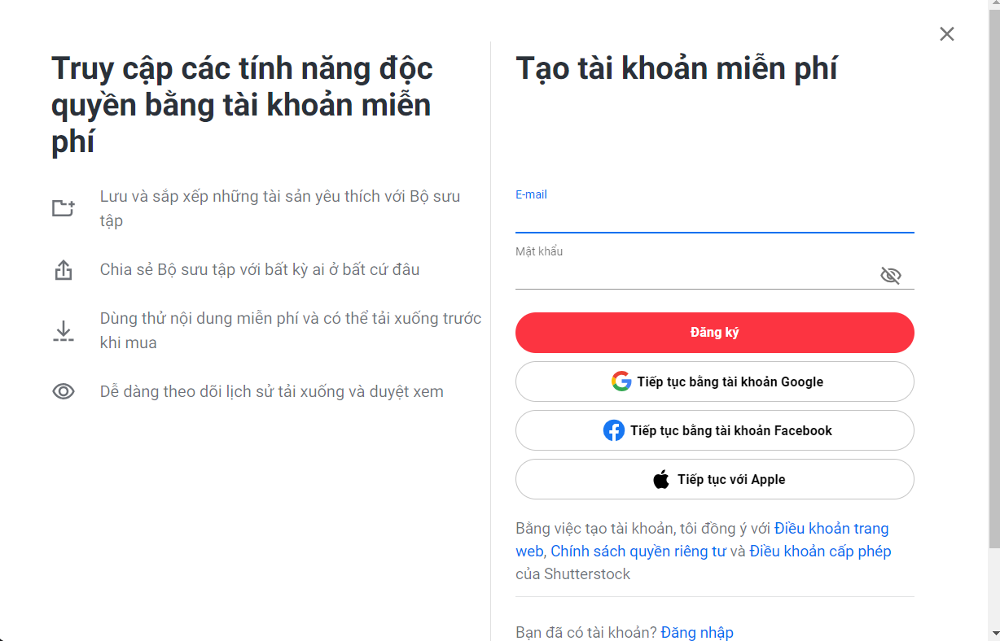 Truy cập các tính năng độc
quyền bằng tài khoản miễn
phí
Lưu và sắp xếp những tài sản yêu thích với Bộ sưu
tập
Chia sẻ Bộ sưu tập với bất kỳ ai ở bất cứ đâu
Dùng thử nội dung miễn phí và có thể tải xuống trước
khi mua
Dễ dàng theo dõi lịch sử tải xuống và duyệt xem
Tạo tài khoản miễn phí
E-mail
Mật khẩu
Đăng ký
Tiếp tục bằng tài khoản Google
Tiếp tục bằng tài khoản Facebook
Tiếp tục với Apple
Bằng việc tạo tài khoản, tôi đồng ý với Điều khoản trang
web, Chính sách quyền riêng tư và Điều khoản cấp phép
của Shutterstock
Bạn đã có tài khoản? Đăng nhập